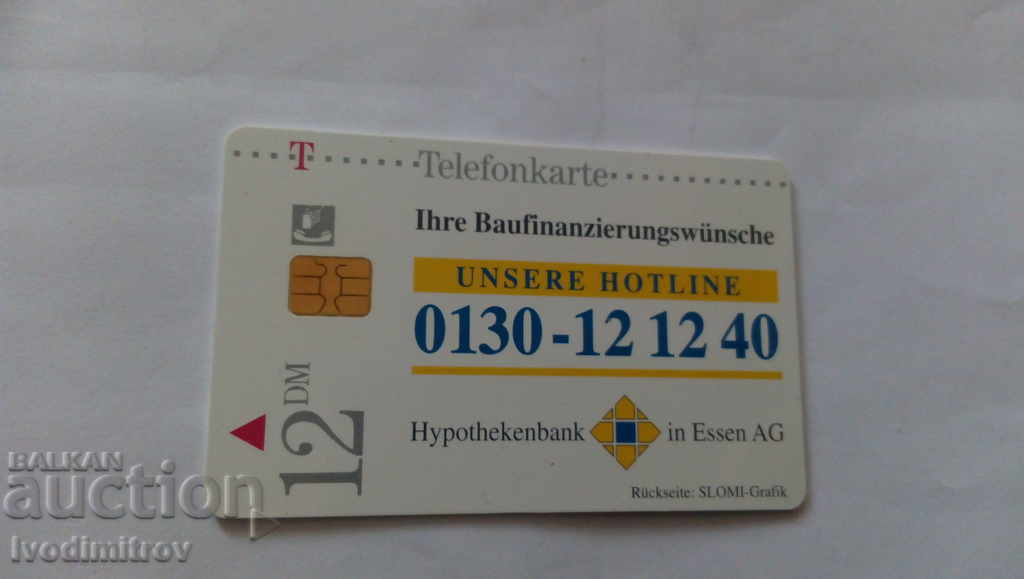 T Telefonkarte
Ihre Baufinanzierungswünsche
UNSERE HOTLINE
0130 - 12 12 40
12 DM
Hypothekenbank in Essen AG
Rückseite: SLOMI-Grafik
BALKAN
auction
Ivodimitrov